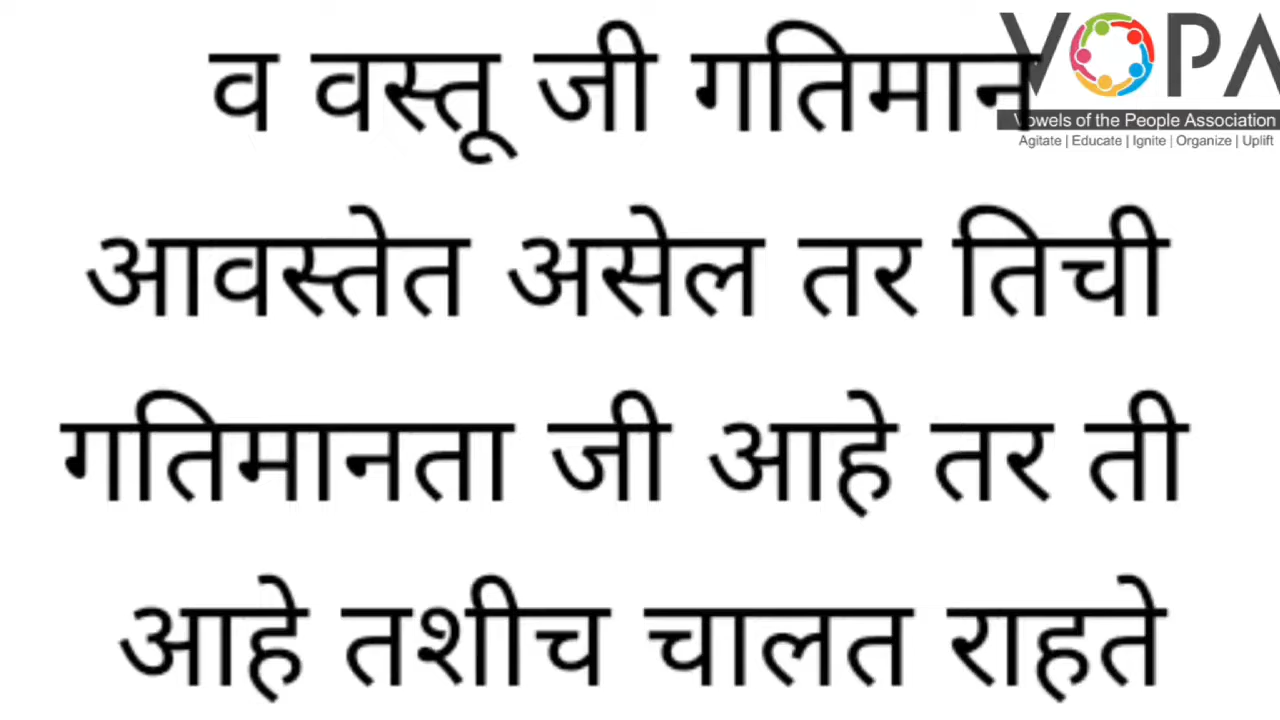 व वस्तू जी गतिमान
VOPA
Vowels of the People Association
Agitate | Educate | Ignite | Organize | Uplift
आवस्तेत असेल तर तिची
गतिमानता जी आहे तर ती
आहे तशीच चालत राहते